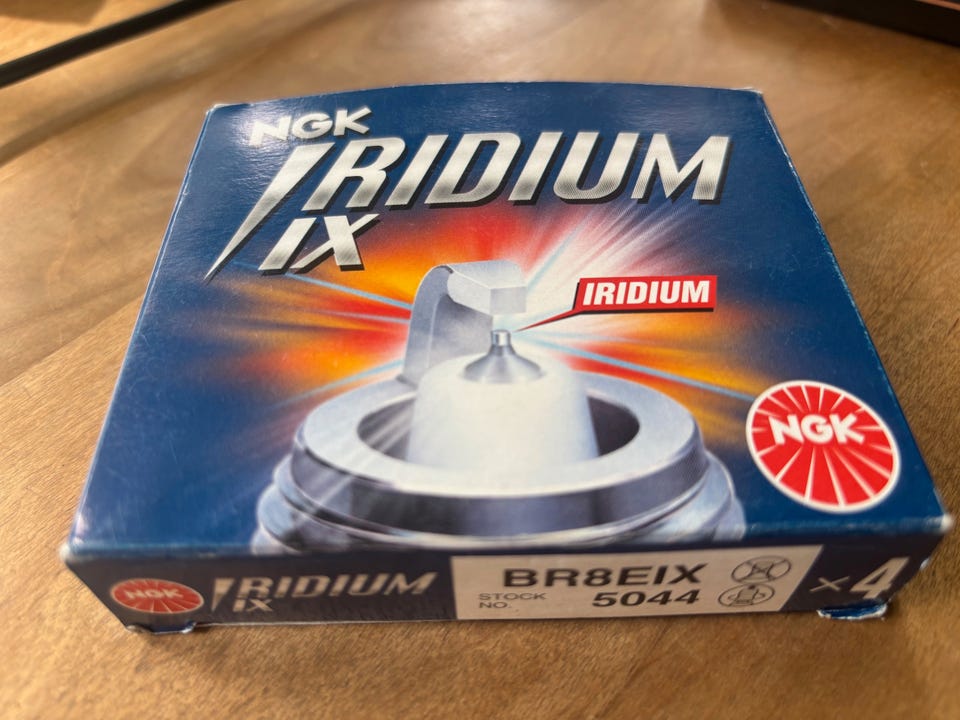 NGK
IRIDIUM
IX
IRIDIUM
NGK
NGK
IRIDIUM
IX
BR8EIX
STOCK
NO.
5044
×4